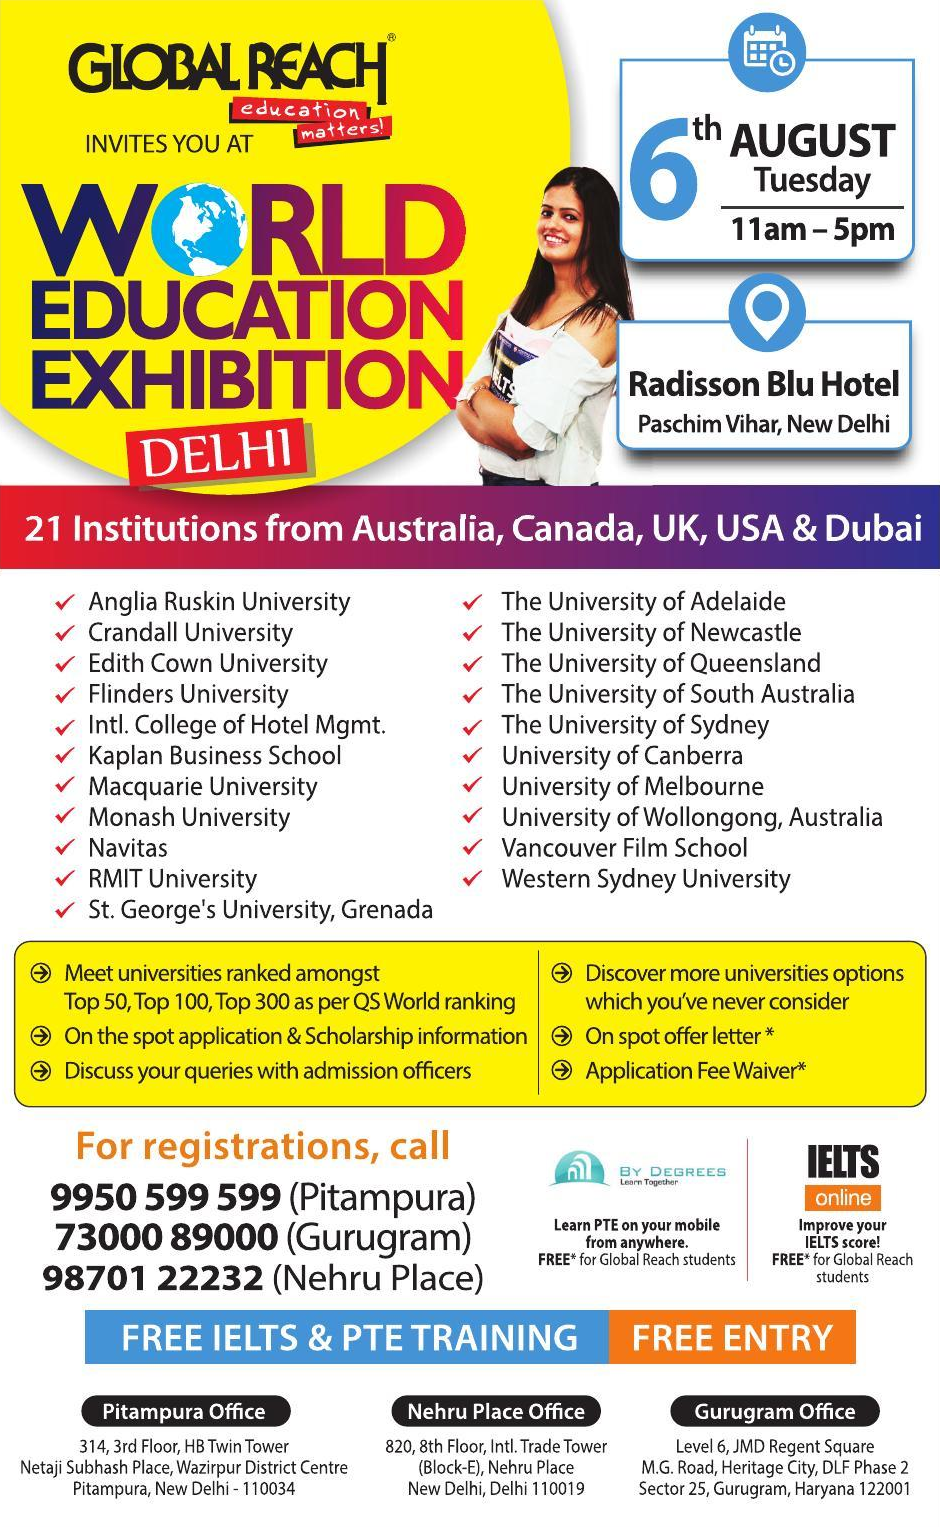 GLOBAL REACH®
education
matters!
INVITES YOU AT
WORLD
EDUCATION
EXHIBITION
DELHI
6th AUGUST
Tuesday
11am – 5pm
Radisson Blu Hotel
Paschim Vihar, New Delhi
21 Institutions from Australia, Canada, UK, USA & Dubai
Anglia Ruskin University
Crandall University
Edith Cown University
Flinders University
Intl. College of Hotel Mgmt.
Kaplan Business School
Macquarie University
Monash University
Navitas
RMIT University
St. George's University, Grenada
The University of Adelaide
The University of Newcastle
The University of Queensland
The University of South Australia
The University of Sydney
University of Canberra
University of Melbourne
University of Wollongong, Australia
Vancouver Film School
Western Sydney University
Meet universities ranked amongst
Top 50, Top 100, Top 300 as per QS World ranking
On the spot application & Scholarship information
Discuss your queries with admission officers
Discover more universities options
which you've never consider
On spot offer letter *
Application Fee Waiver*
For registrations, call
9950 599 599 (Pitampura)
73000 89000 (Gurugram)
98701 22232 (Nehru Place)
BY DEGREES
Learn Together
Learn PTE on your mobile
from anywhere.
FREE* for Global Reach students
IELTS
online
Improve your
IELTS score!
FREE* for Global Reach
students
FREE IELTS & PTE TRAINING
FREE ENTRY
Pitampura Office
314, 3rd Floor, HB Twin Tower
Netaji Subhash Place, Wazirpur District Centre
Pitampura, New Delhi - 110034
Nehru Place Office
820, 8th Floor, Intl. Trade Tower
(Block-E), Nehru Place
New Delhi, Delhi 110019
Gurugram Office
Level 6, JMD Regent Square
M.G. Road, Heritage City, DLF Phase 2
Sector 25, Gurugram, Haryana 122001